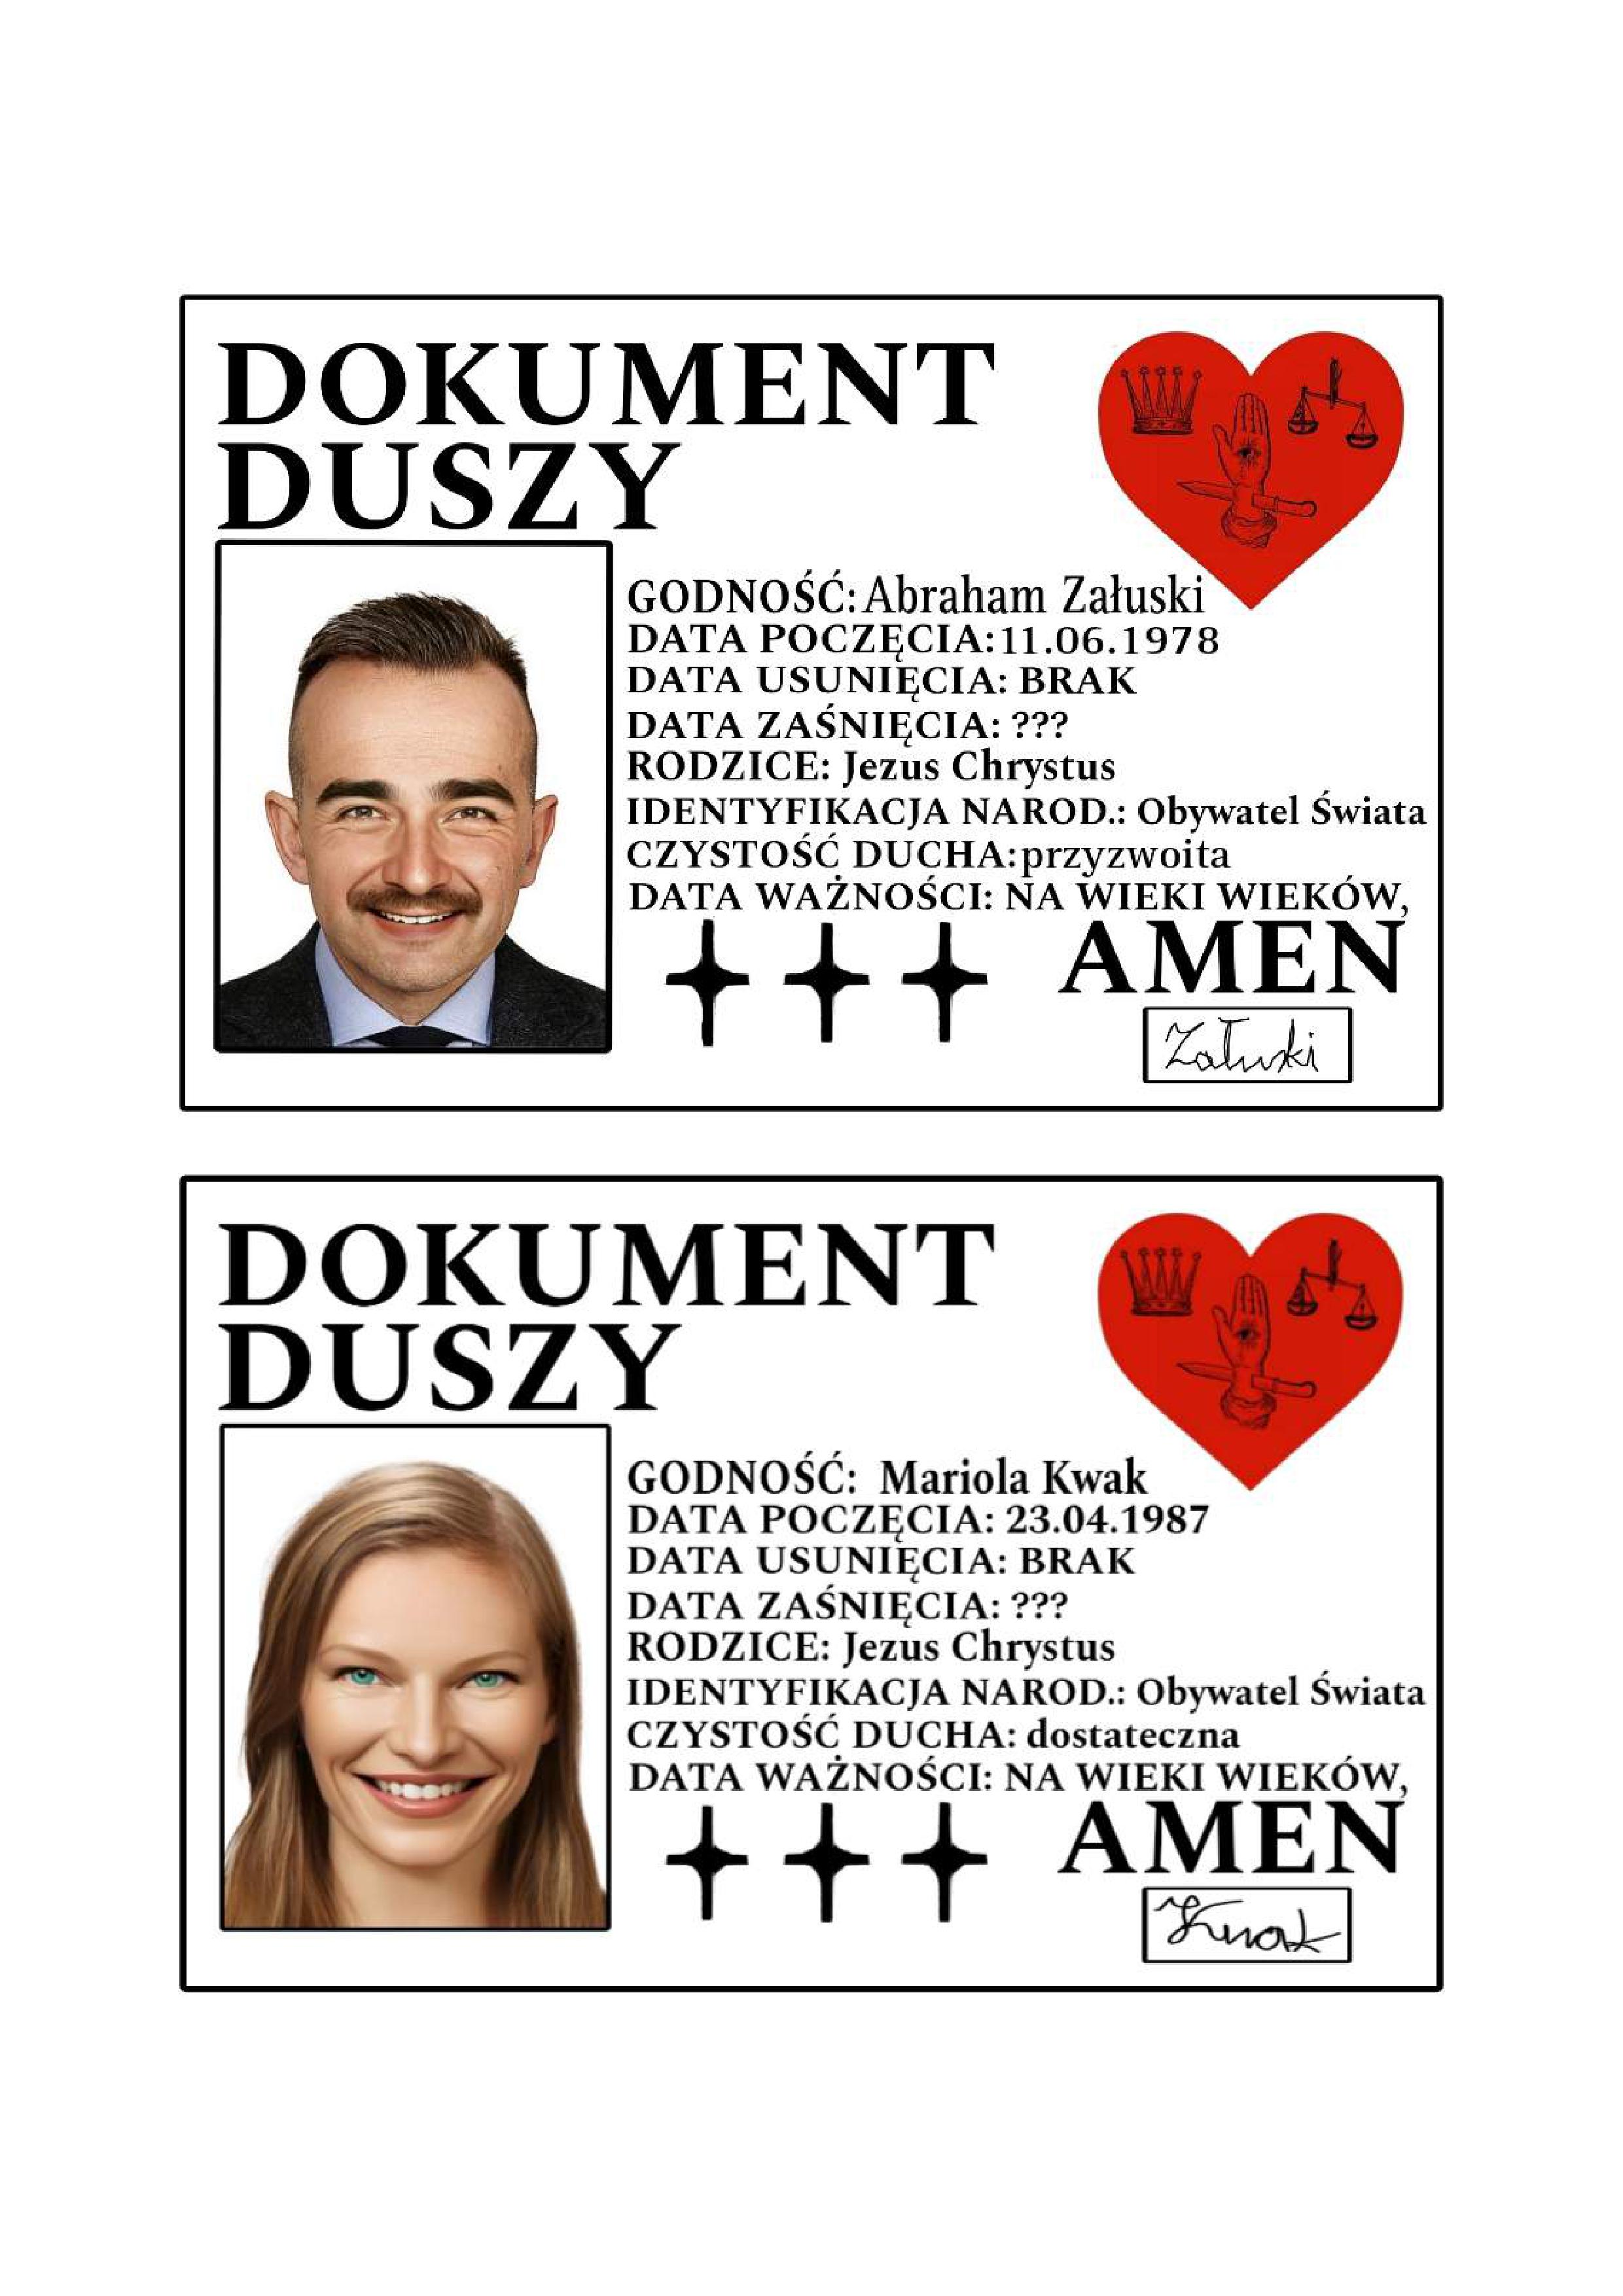 DOKUMENT
DUSZY
GODNOŚĆ: Abraham Załuski
DATA POCZĘCIA: 11.06.1978
DATA USUNIĘCIA: BRAK
DATA ZAŚNIĘCIA: ???
RODZICE: Jezus Chrystus
IDENTYFIKACJA NAROD.: Obywatel Świata
CZYSTOŚĆ DUCHA: przyzwoita
DATA WAŻNOŚCI: NA WIEKI WIEKÓW,
AMEN
Załuski
DOKUMENT
DUSZY
GODNOŚĆ: Mariola Kwak
DATA POCZĘCIA: 23.04.1987
DATA USUNIĘCIA: BRAK
DATA ZAŚNIĘCIA: ???
RODZICE: Jezus Chrystus
IDENTYFIKACJA NAROD.: Obywatel Świata
CZYSTOŚĆ DUCHA: dostateczna
DATA WAŻNOŚCI: NA WIEKI WIEKÓW,
AMEN
Kwak